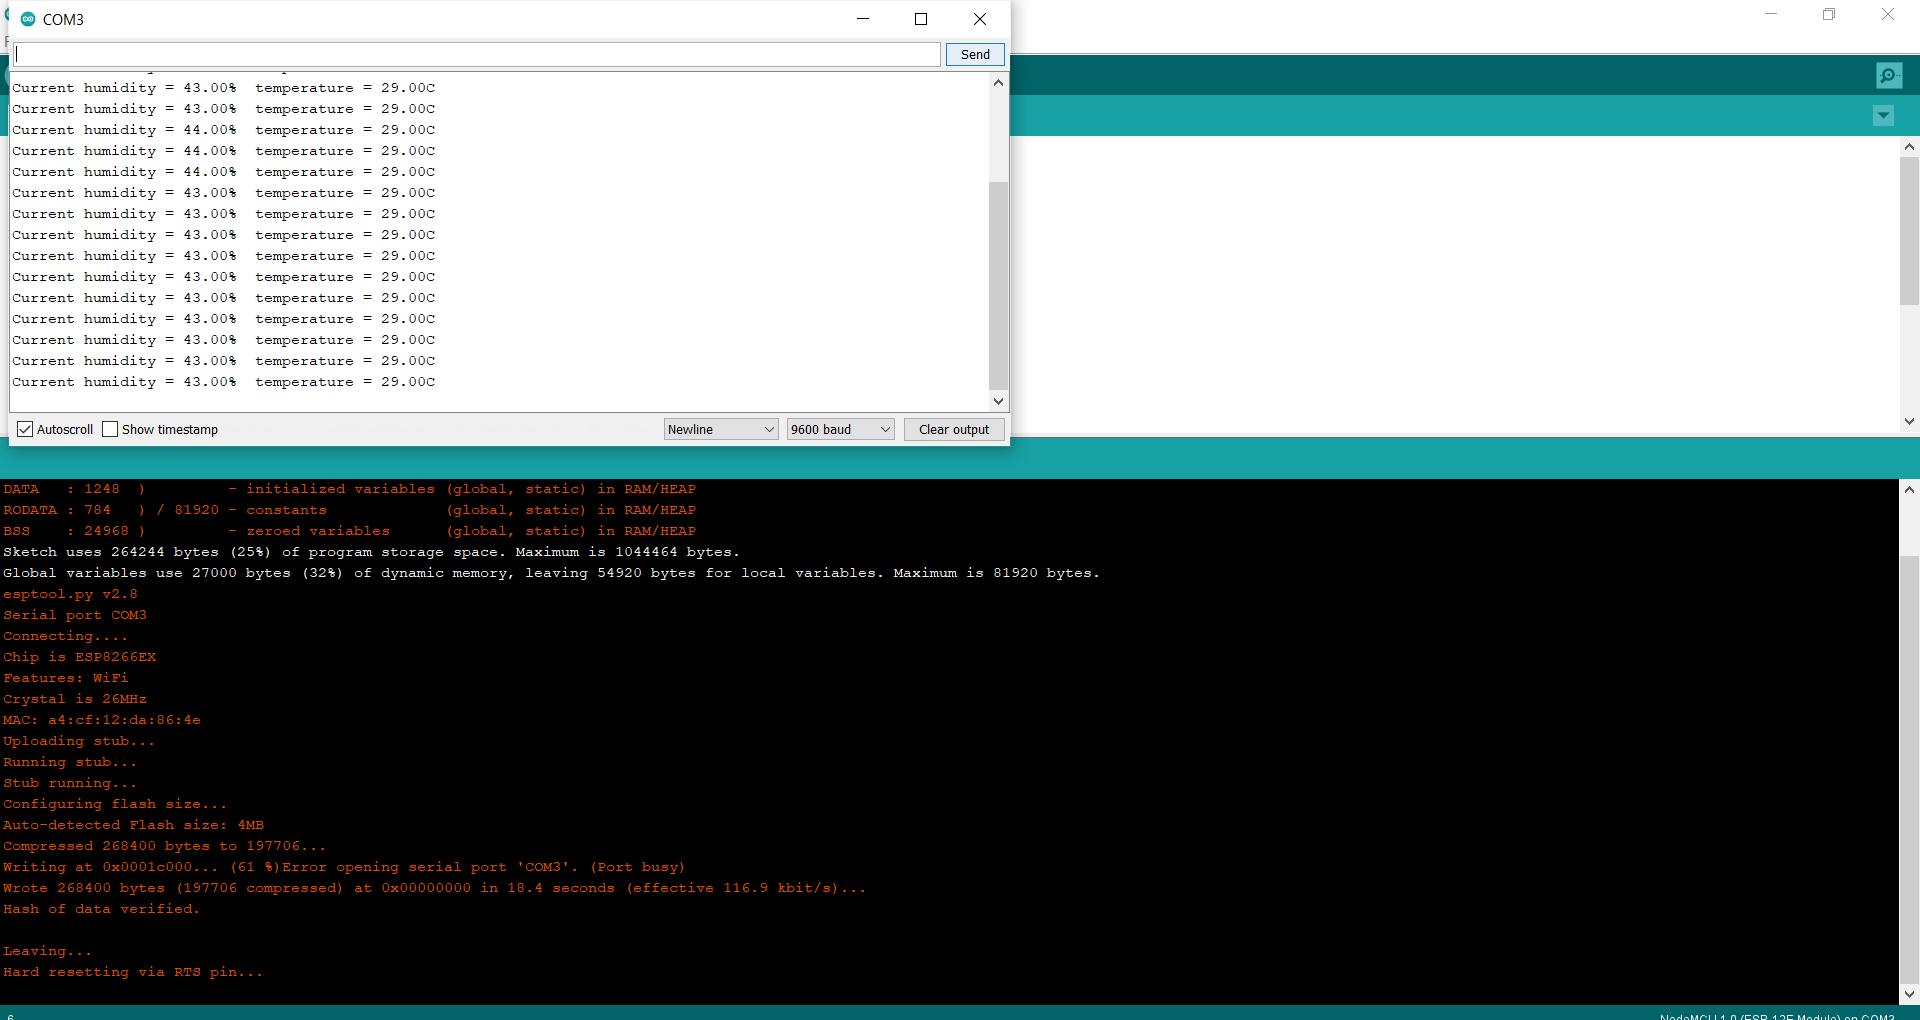 COM3
Send
Current humidity = 43.00%  temperature = 29.00C
Current humidity = 43.00%  temperature = 29.00C
Current humidity = 44.00%  temperature = 29.00C
Current humidity = 44.00%  temperature = 29.00C
Current humidity = 44.00%  temperature = 29.00C
Current humidity = 43.00%  temperature = 29.00C
Current humidity = 43.00%  temperature = 29.00C
Current humidity = 43.00%  temperature = 29.00C
Current humidity = 43.00%  temperature = 29.00C
Current humidity = 43.00%  temperature = 29.00C
Current humidity = 43.00%  temperature = 29.00C
Current humidity = 43.00%  temperature = 29.00C
Current humidity = 43.00%  temperature = 29.00C
Current humidity = 43.00%  temperature = 29.00C
Current humidity = 43.00%  temperature = 29.00C
Autoscroll Show timestamp Newline 9600 baud Clear output
DATA   : 1248  )         - initialized variables (global, static) in RAM/HEAP
RODATA : 784   ) / 81920 - constants             (global, static) in RAM/HEAP
BSS    : 24968 )         - zeroed variables      (global, static) in RAM/HEAP
Sketch uses 264244 bytes (25%) of program storage space. Maximum is 1044464 bytes.
Global variables use 27000 bytes (32%) of dynamic memory, leaving 54920 bytes for local variables. Maximum is 81920 bytes.
esptool.py v2.8
Serial port COM3
Connecting....
Chip is ESP8266EX
Features: WiFi
Crystal is 26MHz
MAC: a4:cf:12:da:86:4e
Uploading stub...
Running stub...
Stub running...
Configuring flash size...
Auto-detected Flash size: 4MB
Compressed 268400 bytes to 197706...
Writing at 0x0001c000... (61 %)Error opening serial port 'COM3'. (Port busy)
Wrote 268400 bytes (197706 compressed) at 0x00000000 in 18.4 seconds (effective 116.9 kbit/s)...
Hash of data verified.
Leaving...
Hard resetting via RTS pin...
6 NodeMCU 1.0 (ESP-12E Module) on COM3